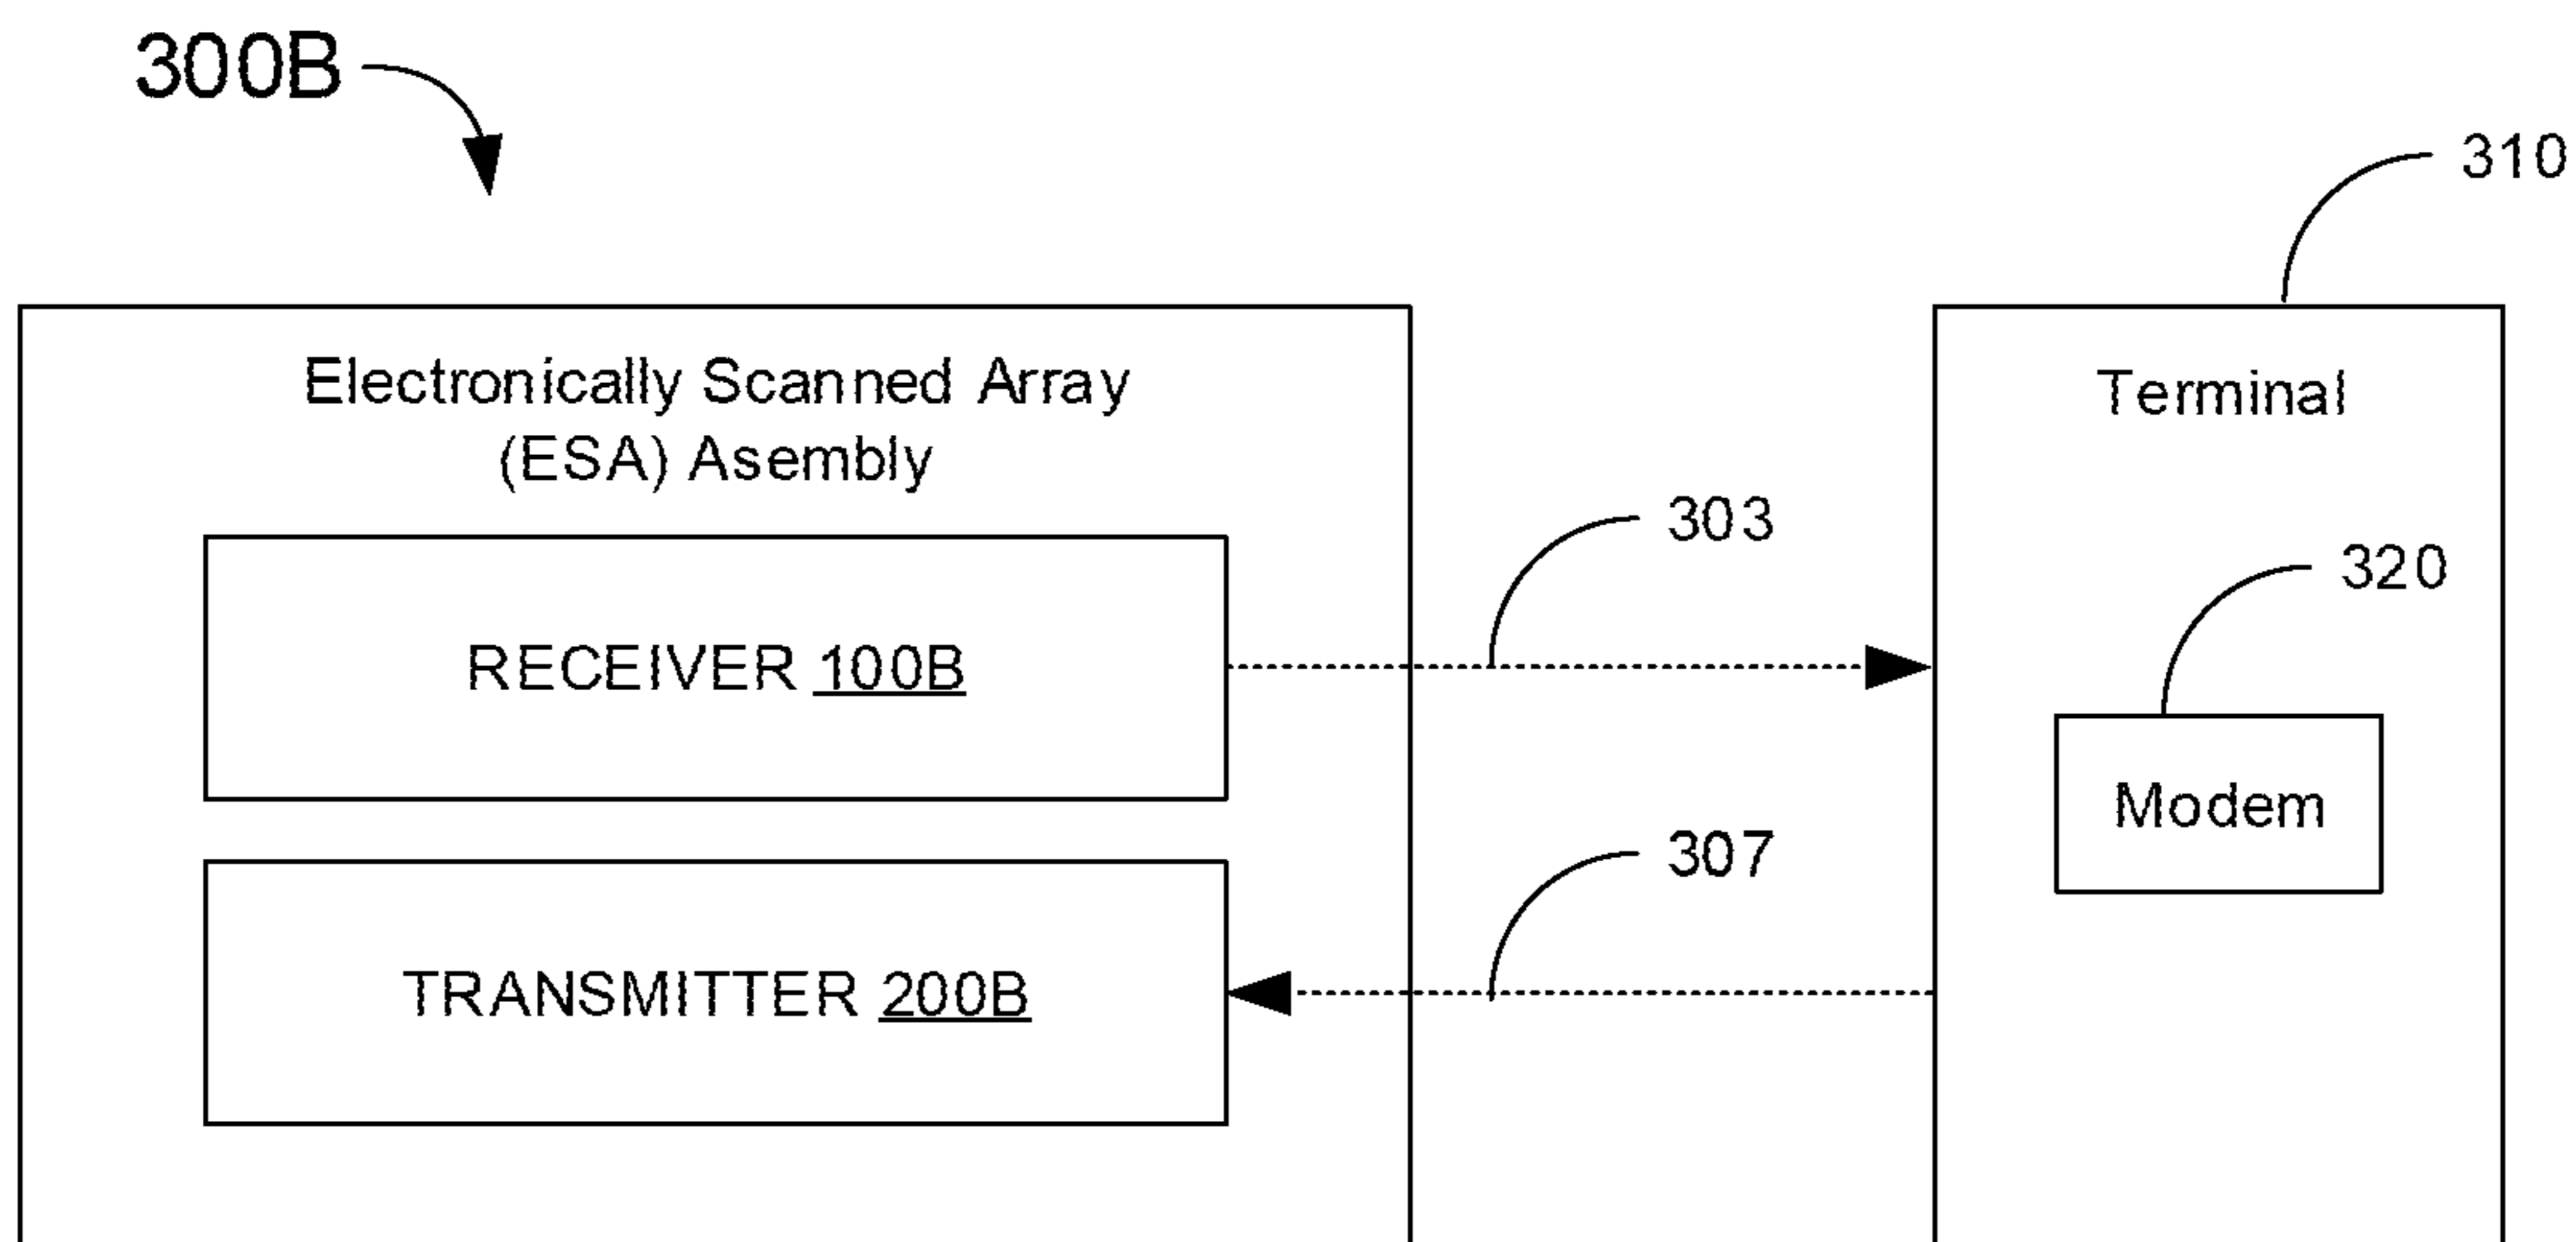 300B
310
Electronically Scanned Array
(ESA) Asembly
Terminal
303
320
RECEIVER 100B
Modem
307
TRANSMITTER 200B